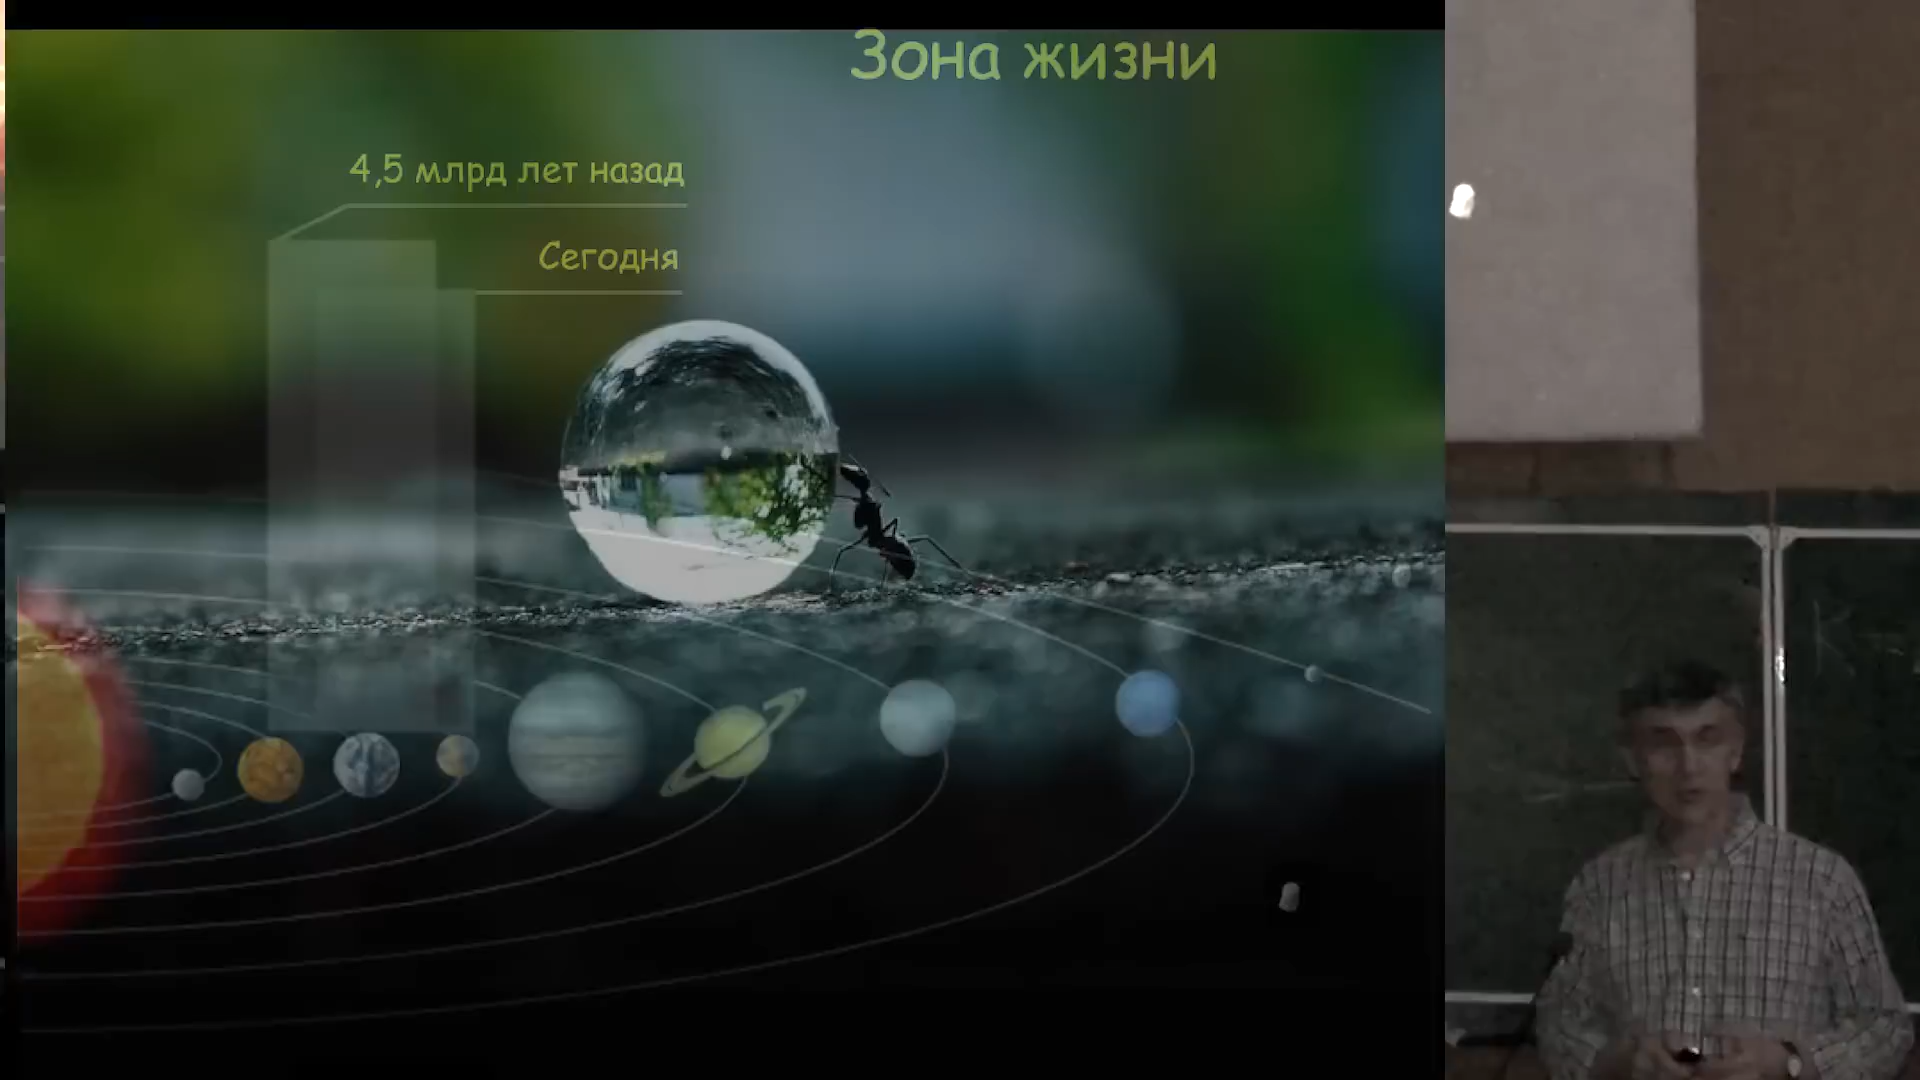 Зона жизни
4,5 млрд лет назад
Сегодня